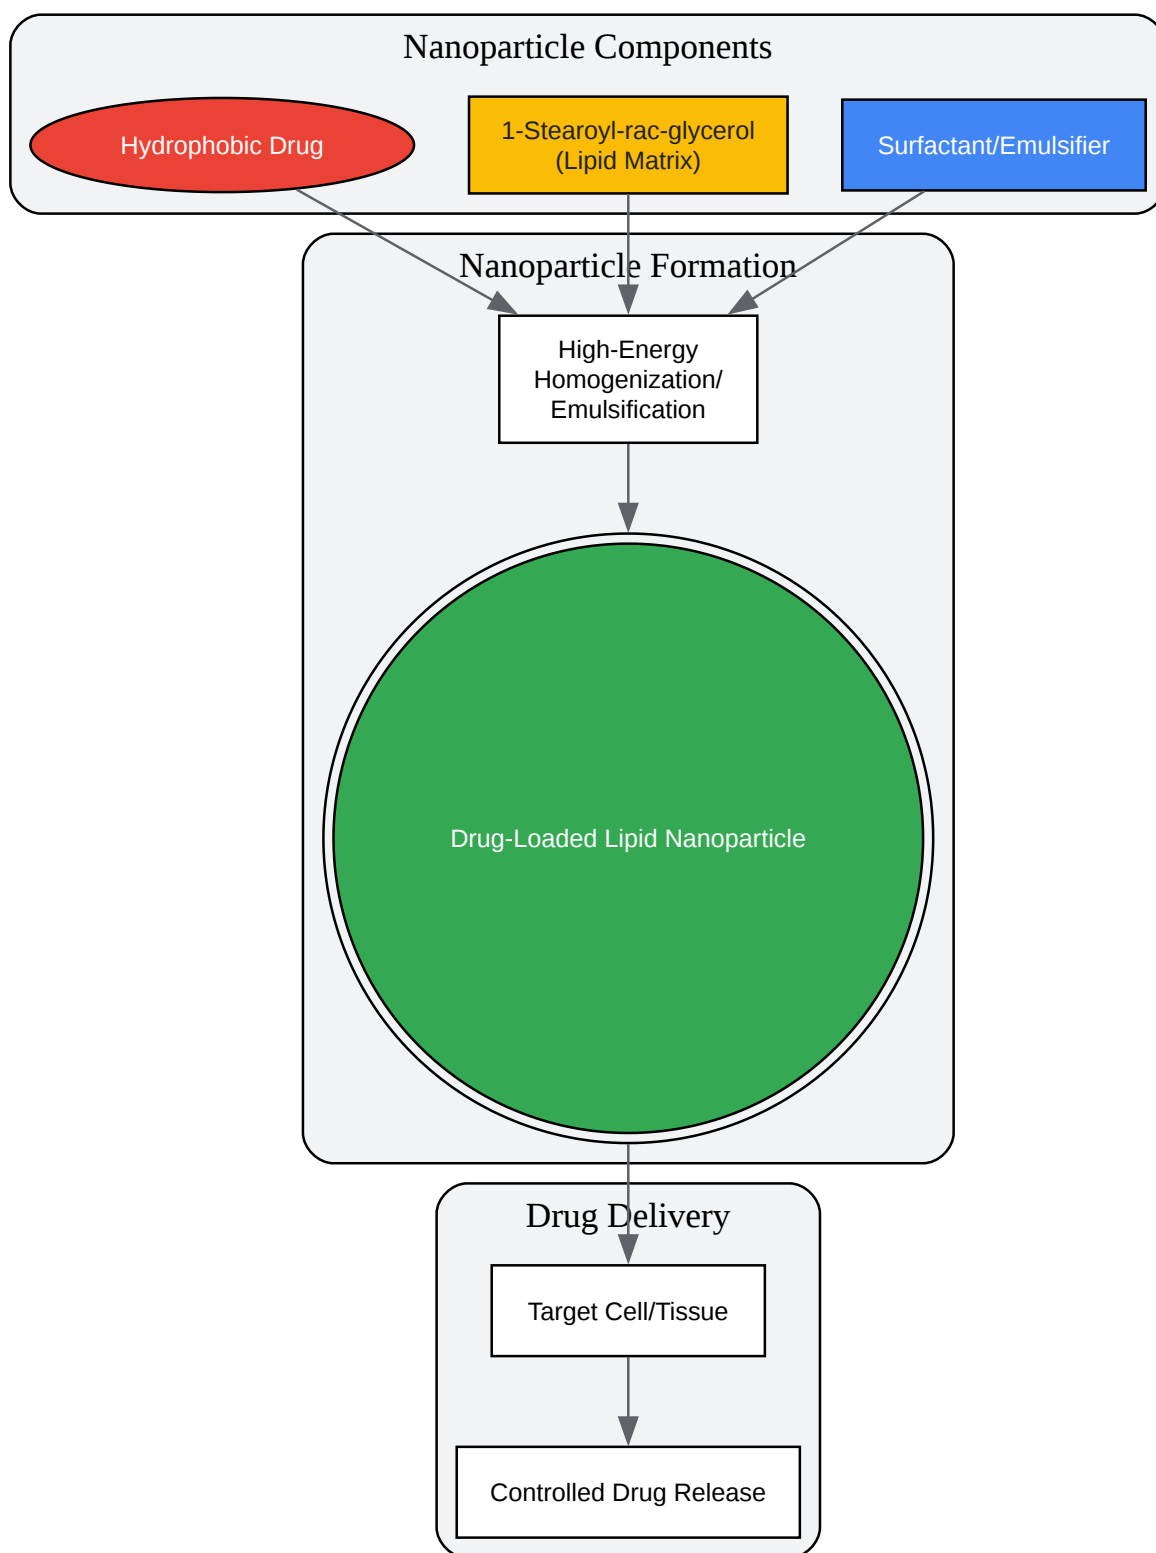 Nanoparticle Components
Hydrophobic Drug
1-Stearoyl-rac-glycerol
(Lipid Matrix)
Surfactant/Emulsifier
Nanoparticle Formation
High-Energy
Homogenization/
Emulsification
Drug-Loaded Lipid Nanoparticle
Drug Delivery
Target Cell/Tissue
Controlled Drug Release